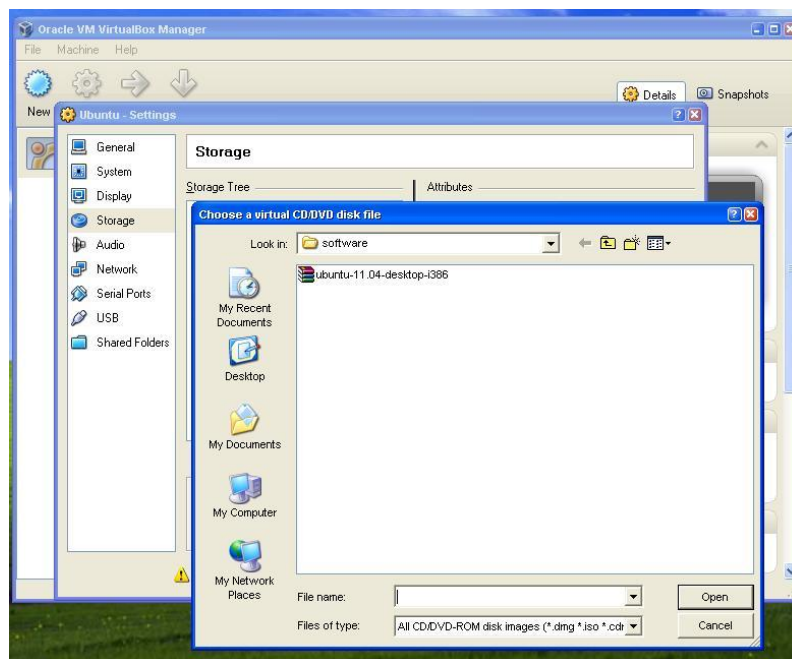 Oracle VM VirtualBox Manager
File Machine Help
New
Details
Snapshots
Ubuntu - Settings
General
System
Display
Storage
Audio
Network
Serial Ports
USB
Shared Folders
Storage
Storage Tree
Attributes
Choose a virtual CD/DVD disk file
Look in:
software
ubuntu-11.04-desktop-i386
My Recent
Documents
Desktop
My Documents
My Computer
My Network
Places
File name:
Open
Files of type:
All CD/DVD-ROM disk images (*.dmg *.iso *.cdr
Cancel